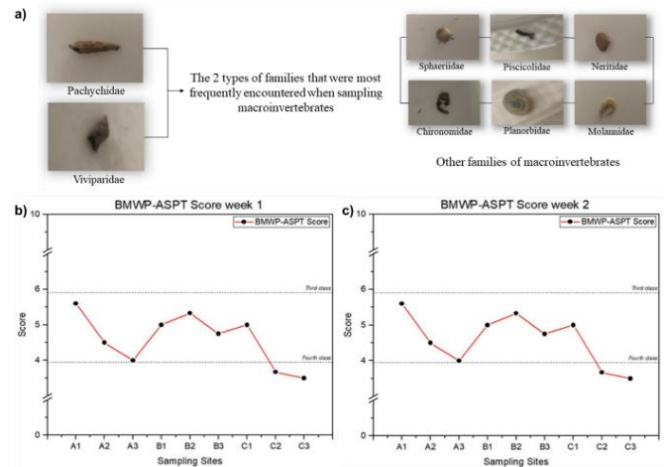 a)
Pachychidae
Viviparidae
The 2 types of families that were most
frequently encountered when sampling
macroinvertebrates
Sphaeriidae
Piscicolidae
Neritidae
Chironomidae
Planorbidae
Molannidae
Other families of macroinvertebrates
b)
BMWP-ASPT Score week 1
BMWP-ASPT Score
10
6
5
4
0
Score
Third class
Fourth class
A1 A2 A3 B1 B2 B3 C1 C2 C3
Sampling Sites
c)
BMWP-ASPT Score week 2
BMWP-ASPT Score
10
6
5
4
0
Score
Third class
Fourth class
A1 A2 A3 B1 B2 B3 C1 C2 C3
Sampling Sites